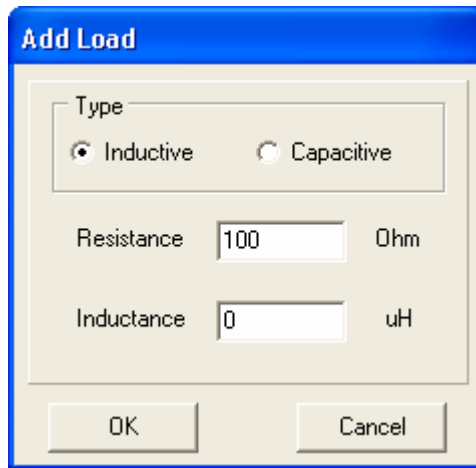 Add Load
Type
Inductive Capacitive
Resistance 100 Ohm
Inductance 0 uH
OK Cancel